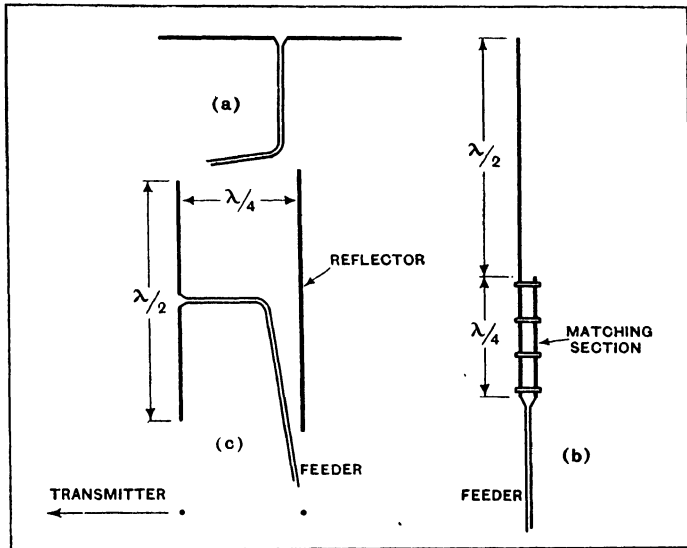 (a)
λ/2
λ/4
REFLECTOR
λ/2
λ/4
MATCHING
SECTION
(c)
FEEDER
(b)
FEEDER
TRANSMITTER